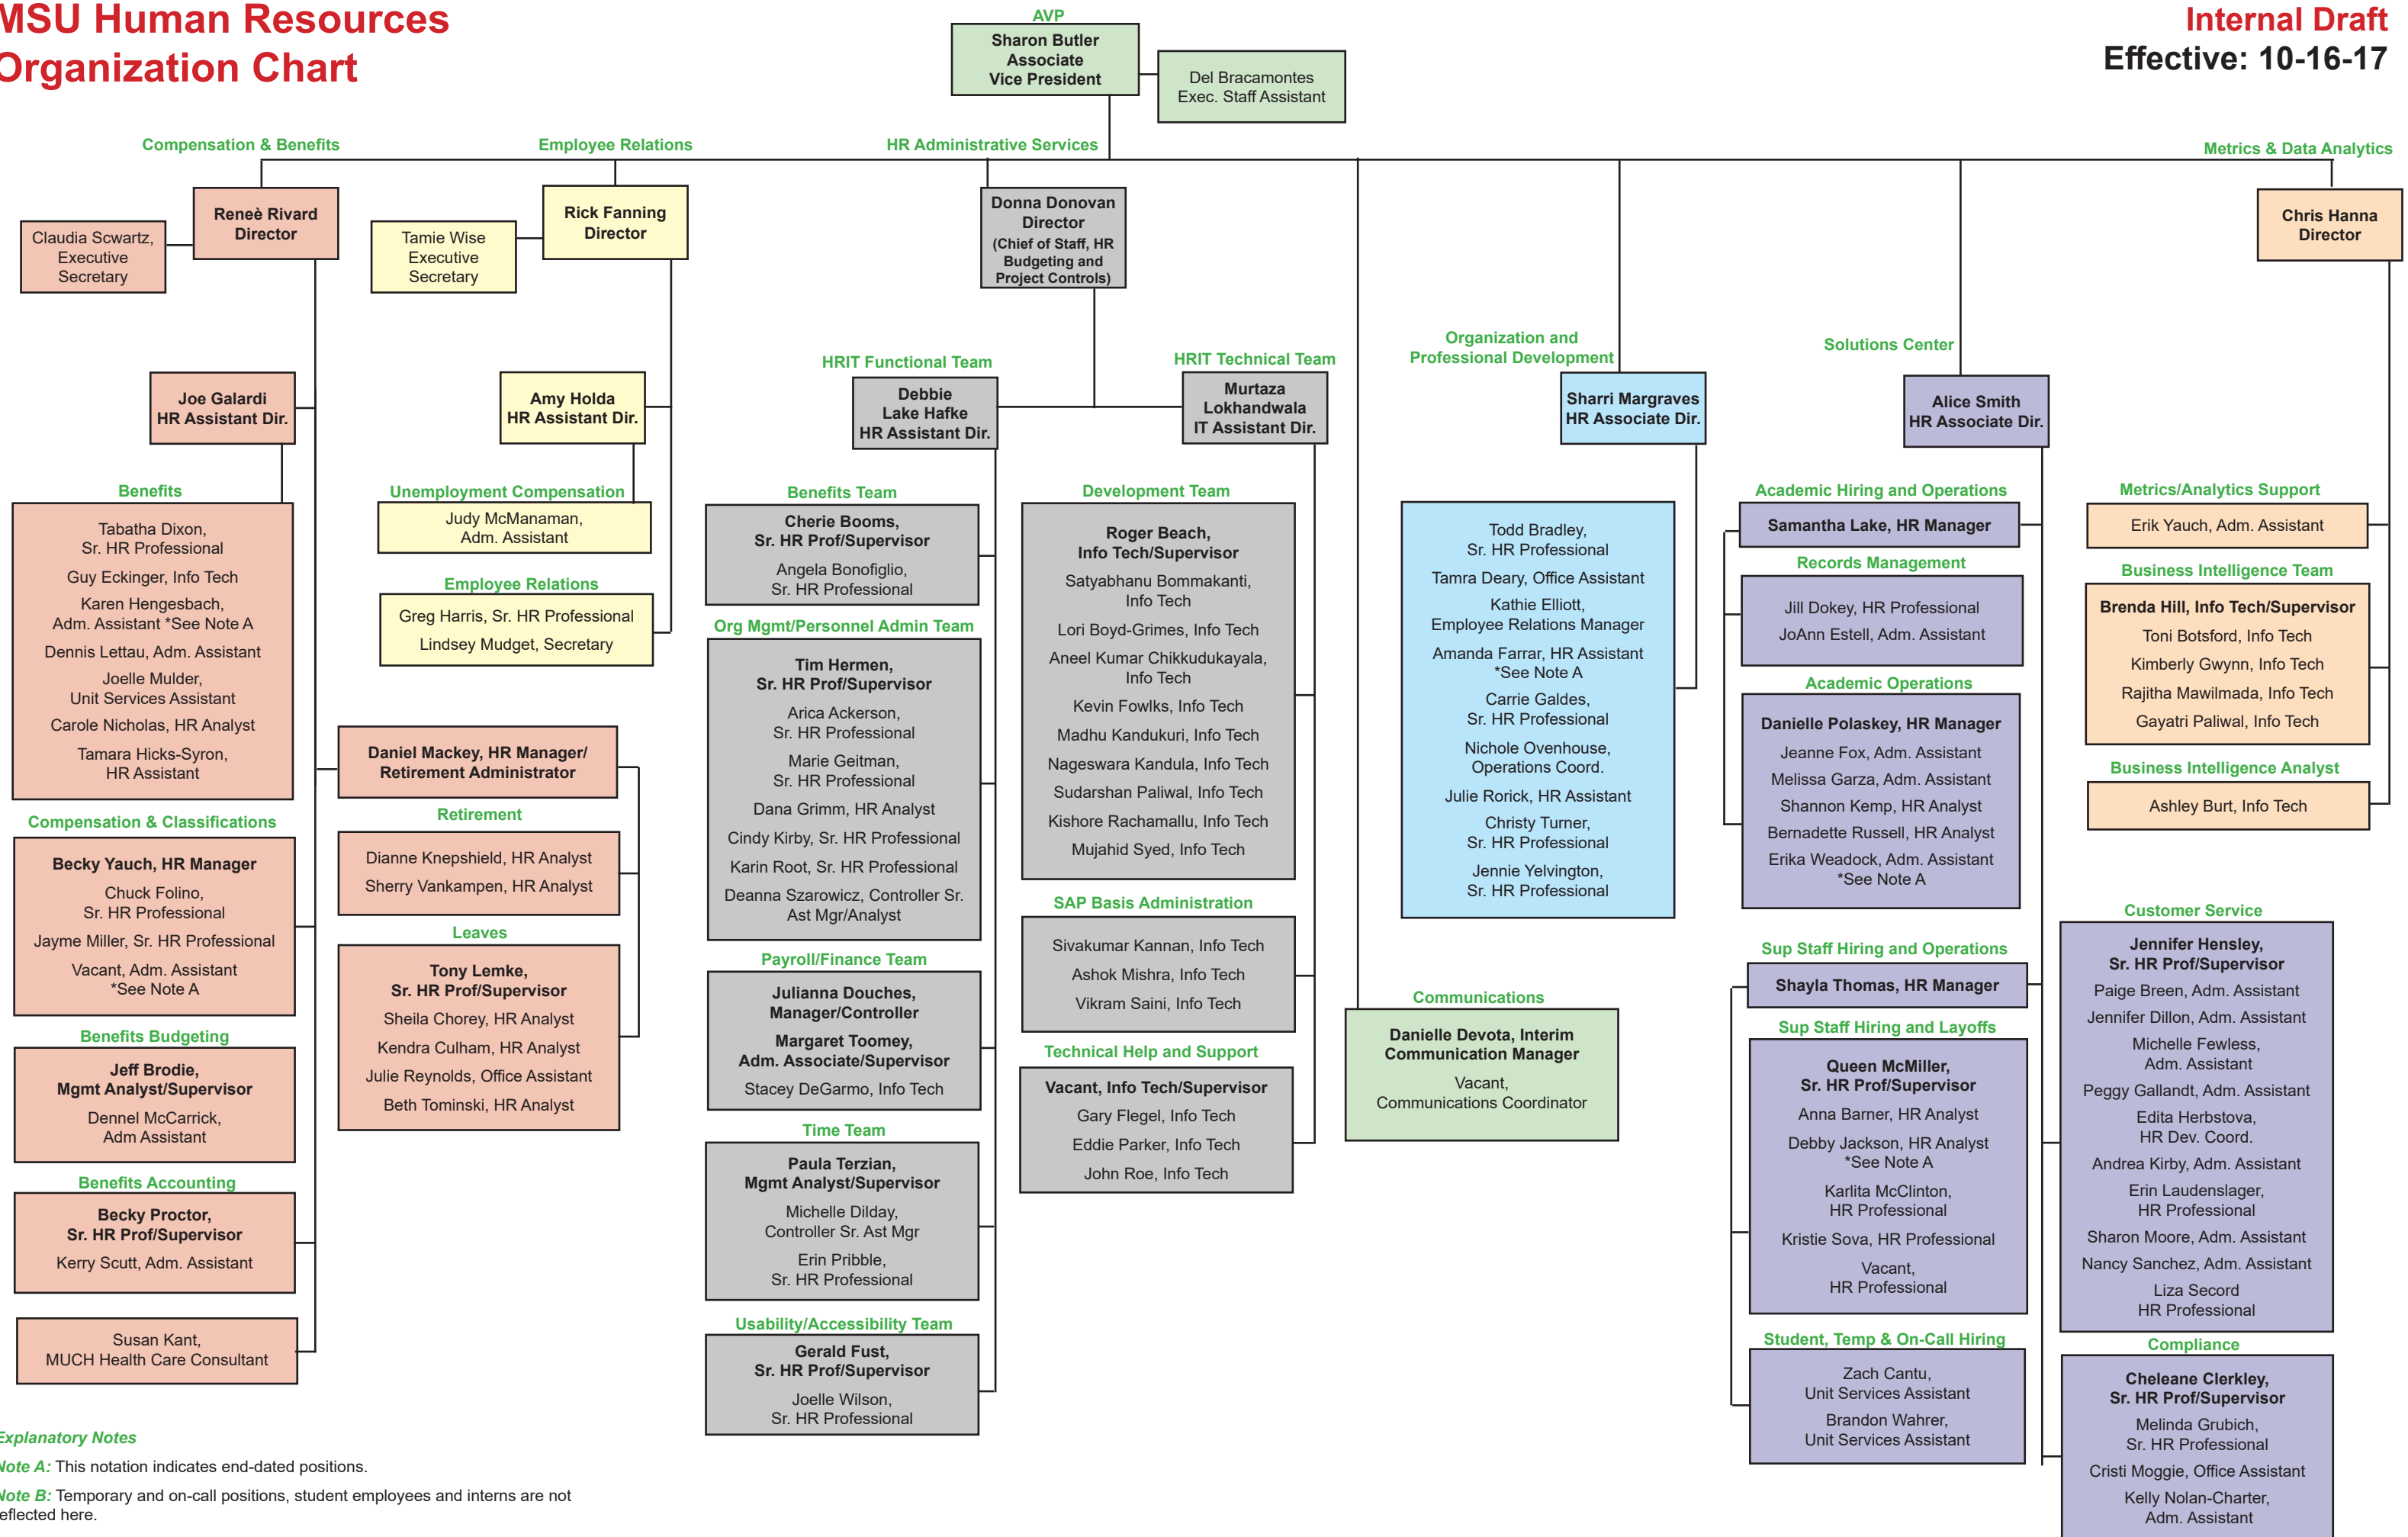 MSU Human Resources
Organization Chart
Internal Draft
Effective: 10-16-17
AVP
Sharon Butler
Associate
Vice President
Del Bracamontes
Exec. Staff Assistant
Compensation & Benefits
Reneè Rivard
Director
Claudia Scwartz,
Executive
Secretary
Joe Galardi
HR Assistant Dir.
Benefits
Tabatha Dixon,
Sr. HR Professional
Guy Eckinger, Info Tech
Karen Hengesbach,
Adm. Assistant *See Note A
Dennis Lettau, Adm. Assistant
Joelle Mulder,
Unit Services Assistant
Carole Nicholas, HR Analyst
Tamara Hicks-Syron,
HR Assistant
Compensation & Classifications
Becky Yauch, HR Manager
Chuck Folino,
Sr. HR Professional
Jayme Miller, Sr. HR Professional
Vacant, Adm. Assistant
*See Note A
Benefits Budgeting
Jeff Brodie,
Mgmt Analyst/Supervisor
Dennel McCarrick,
Adm Assistant
Benefits Accounting
Becky Proctor,
Sr. HR Prof/Supervisor
Kerry Scutt, Adm. Assistant
Susan Kant,
MUCH Health Care Consultant
Daniel Mackey, HR Manager/
Retirement Administrator
Retirement
Dianne Knepshield, HR Analyst
Sherry Vankampen, HR Analyst
Leaves
Tony Lemke,
Sr. HR Prof/Supervisor
Sheila Chorey, HR Analyst
Kendra Culham, HR Analyst
Julie Reynolds, Office Assistant
Beth Tominski, HR Analyst
Employee Relations
Rick Fanning
Director
Tamie Wise
Executive
Secretary
Amy Holda
HR Assistant Dir.
Unemployment Compensation
Judy McManaman,
Adm. Assistant
Employee Relations
Greg Harris, Sr. HR Professional
Lindsey Mudget, Secretary
HR Administrative Services
Donna Donovan
Director
(Chief of Staff, HR
Budgeting and
Project Controls)
HRIT Functional Team
Debbie
Lake Hafke
HR Assistant Dir.
Benefits Team
Cherie Booms,
Sr. HR Prof/Supervisor
Angela Bonofiglio,
Sr. HR Professional
Org Mgmt/Personnel Admin Team
Tim Hermen,
Sr. HR Prof/Supervisor
Arica Ackerson,
Sr. HR Professional
Marie Geitman,
Sr. HR Professional
Dana Grimm, HR Analyst
Cindy Kirby, Sr. HR Professional
Karin Root, Sr. HR Professional
Deanna Szarowicz, Controller Sr.
Ast Mgr/Analyst
Payroll/Finance Team
Julianna Douches,
Manager/Controller
Margaret Toomey,
Adm. Associate/Supervisor
Stacey DeGarmo, Info Tech
Time Team
Paula Terzian,
Mgmt Analyst/Supervisor
Michelle Dilday,
Controller Sr. Ast Mgr
Erin Pribble,
Sr. HR Professional
Usability/Accessibility Team
Gerald Fust,
Sr. HR Prof/Supervisor
Joelle Wilson,
Sr. HR Professional
HRIT Technical Team
Murtaza
Lokhandwala
IT Assistant Dir.
Development Team
Roger Beach,
Info Tech/Supervisor
Satyabhanu Bommakanti,
Info Tech
Lori Boyd-Grimes, Info Tech
Aneel Kumar Chikkudukayala,
Info Tech
Kevin Fowlks, Info Tech
Madhu Kandukuri, Info Tech
Nageswara Kandula, Info Tech
Sudarshan Paliwal, Info Tech
Kishore Rachamallu, Info Tech
Mujahid Syed, Info Tech
SAP Basis Administration
Sivakumar Kannan, Info Tech
Ashok Mishra, Info Tech
Vikram Saini, Info Tech
Technical Help and Support
Vacant, Info Tech/Supervisor
Gary Flegel, Info Tech
Eddie Parker, Info Tech
John Roe, Info Tech
Communications
Danielle Devota, Interim
Communication Manager
Vacant,
Communications Coordinator
Organization and
Professional Development
Sharri Margraves
HR Associate Dir.
Todd Bradley,
Sr. HR Professional
Tamra Deary, Office Assistant
Kathie Elliott,
Employee Relations Manager
Amanda Farrar, HR Assistant
*See Note A
Carrie Galdes,
Sr. HR Professional
Nichole Ovenhouse,
Operations Coord.
Julie Rorick, HR Assistant
Christy Turner,
Sr. HR Professional
Jennie Yelvington,
Sr. HR Professional
Solutions Center
Alice Smith
HR Associate Dir.
Academic Hiring and Operations
Samantha Lake, HR Manager
Records Management
Jill Dokey, HR Professional
JoAnn Estell, Adm. Assistant
Academic Operations
Danielle Polaskey, HR Manager
Jeanne Fox, Adm. Assistant
Melissa Garza, Adm. Assistant
Shannon Kemp, HR Analyst
Bernadette Russell, HR Analyst
Erika Weadock, Adm. Assistant
*See Note A
Sup Staff Hiring and Operations
Shayla Thomas, HR Manager
Sup Staff Hiring and Layoffs
Queen McMiller,
Sr. HR Prof/Supervisor
Anna Barner, HR Analyst
Debby Jackson, HR Analyst
*See Note A
Karlita McClinton,
HR Professional
Kristie Sova, HR Professional
Vacant,
HR Professional
Student, Temp & On-Call Hiring
Zach Cantu,
Unit Services Assistant
Brandon Wahrer,
Unit Services Assistant
Customer Service
Jennifer Hensley,
Sr. HR Prof/Supervisor
Paige Breen, Adm. Assistant
Jennifer Dillon, Adm. Assistant
Michelle Fewless,
Adm. Assistant
Peggy Gallandt, Adm. Assistant
Edita Herbstova,
HR Dev. Coord.
Andrea Kirby, Adm. Assistant
Erin Laudenslager,
HR Professional
Sharon Moore, Adm. Assistant
Nancy Sanchez, Adm. Assistant
Liza Secord
HR Professional
Compliance
Cheleane Clerkley,
Sr. HR Prof/Supervisor
Melinda Grubich,
Sr. HR Professional
Cristi Moggie, Office Assistant
Kelly Nolan-Charter,
Adm. Assistant
Metrics & Data Analytics
Chris Hanna
Director
Metrics/Analytics Support
Erik Yauch, Adm. Assistant
Business Intelligence Team
Brenda Hill, Info Tech/Supervisor
Toni Botsford, Info Tech
Kimberly Gwynn, Info Tech
Rajitha Mawilmada, Info Tech
Gayatri Paliwal, Info Tech
Business Intelligence Analyst
Ashley Burt, Info Tech
Explanatory Notes
Note A: This notation indicates end-dated positions.
Note B: Temporary and on-call positions, student employees and interns are not
reflected here.